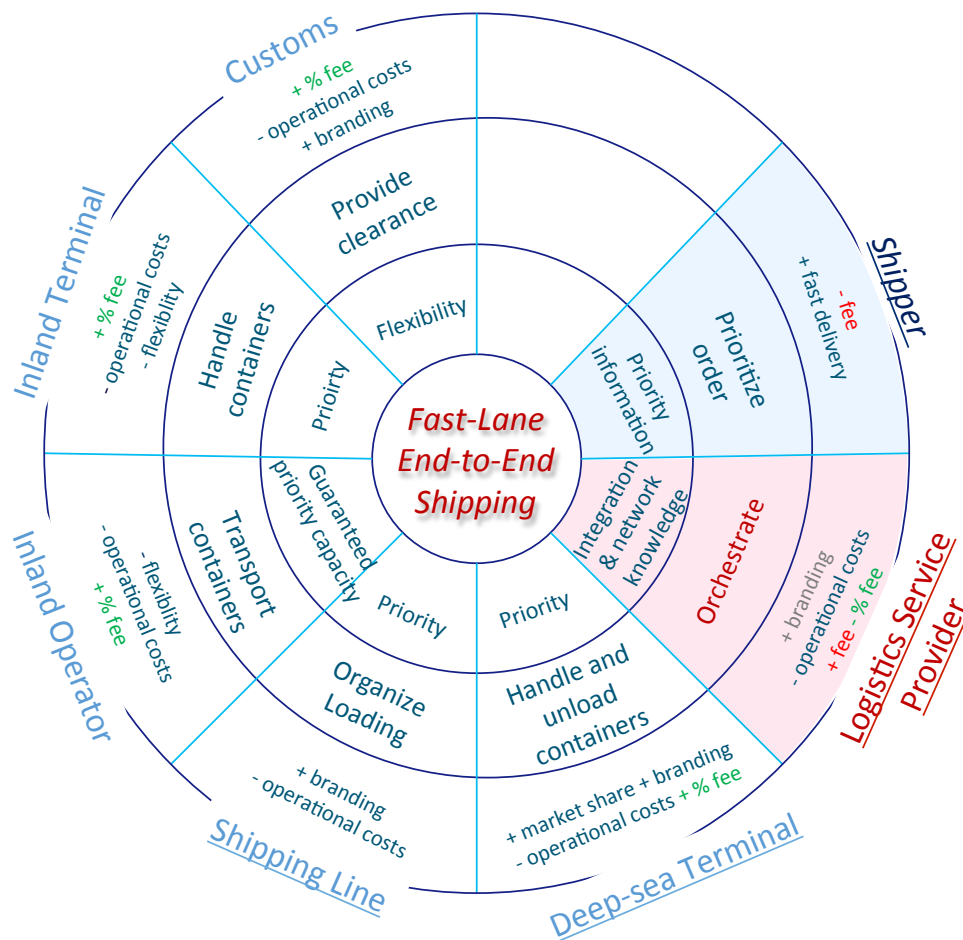 Fast-Lane
End-to-End
Shipping
Customs
+ % fee
- operational costs
+ branding
Provide
clearance
Flexibility
Shipper
- fee
+ fast delivery
Prioritize
order
Priority
information
Logistics Service
Provider
+ branding
- operational costs
+ fee - % fee
Orchestrate
Integration
& network
knowledge
Deep-sea Terminal
+ market share + branding
- operational costs + % fee
Handle and
unload
containers
Priority
Shipping Line
+ branding
- operational costs
Organize
Loading
Priority
Inland Operator
- flexiblity
- operational costs
+ % fee
Transport
containers
Guaranteed
priority capacity
Inland Terminal
+ % fee
- operational costs
- flexiblity
Handle
containers
Prioirty